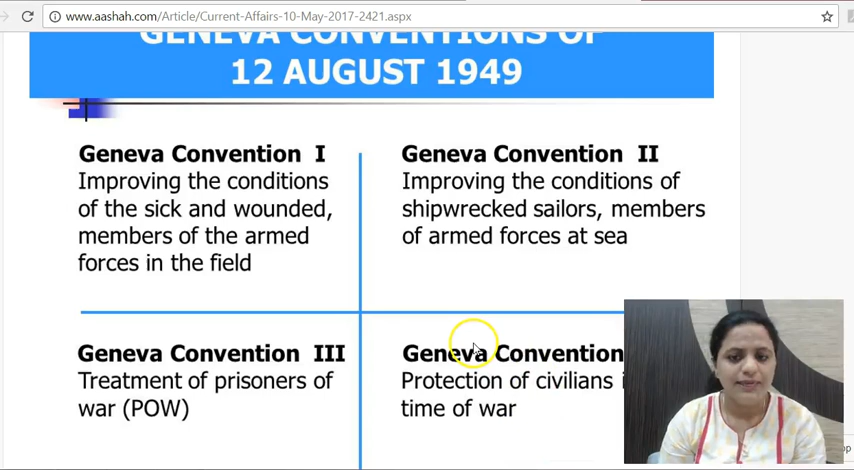 www.aashah.com/Article/Current-Affairs-10-May-2017-2421.aspx
GENEVA CONVENTIONS OF
12 AUGUST 1949
Geneva Convention I
Improving the conditions
of the sick and wounded,
members of the armed
forces in the field
Geneva Convention II
Improving the conditions of
shipwrecked sailors, members
of armed forces at sea
Geneva Convention III
Treatment of prisoners of
war (POW)
Geneva Convention
Protection of civilians
time of war